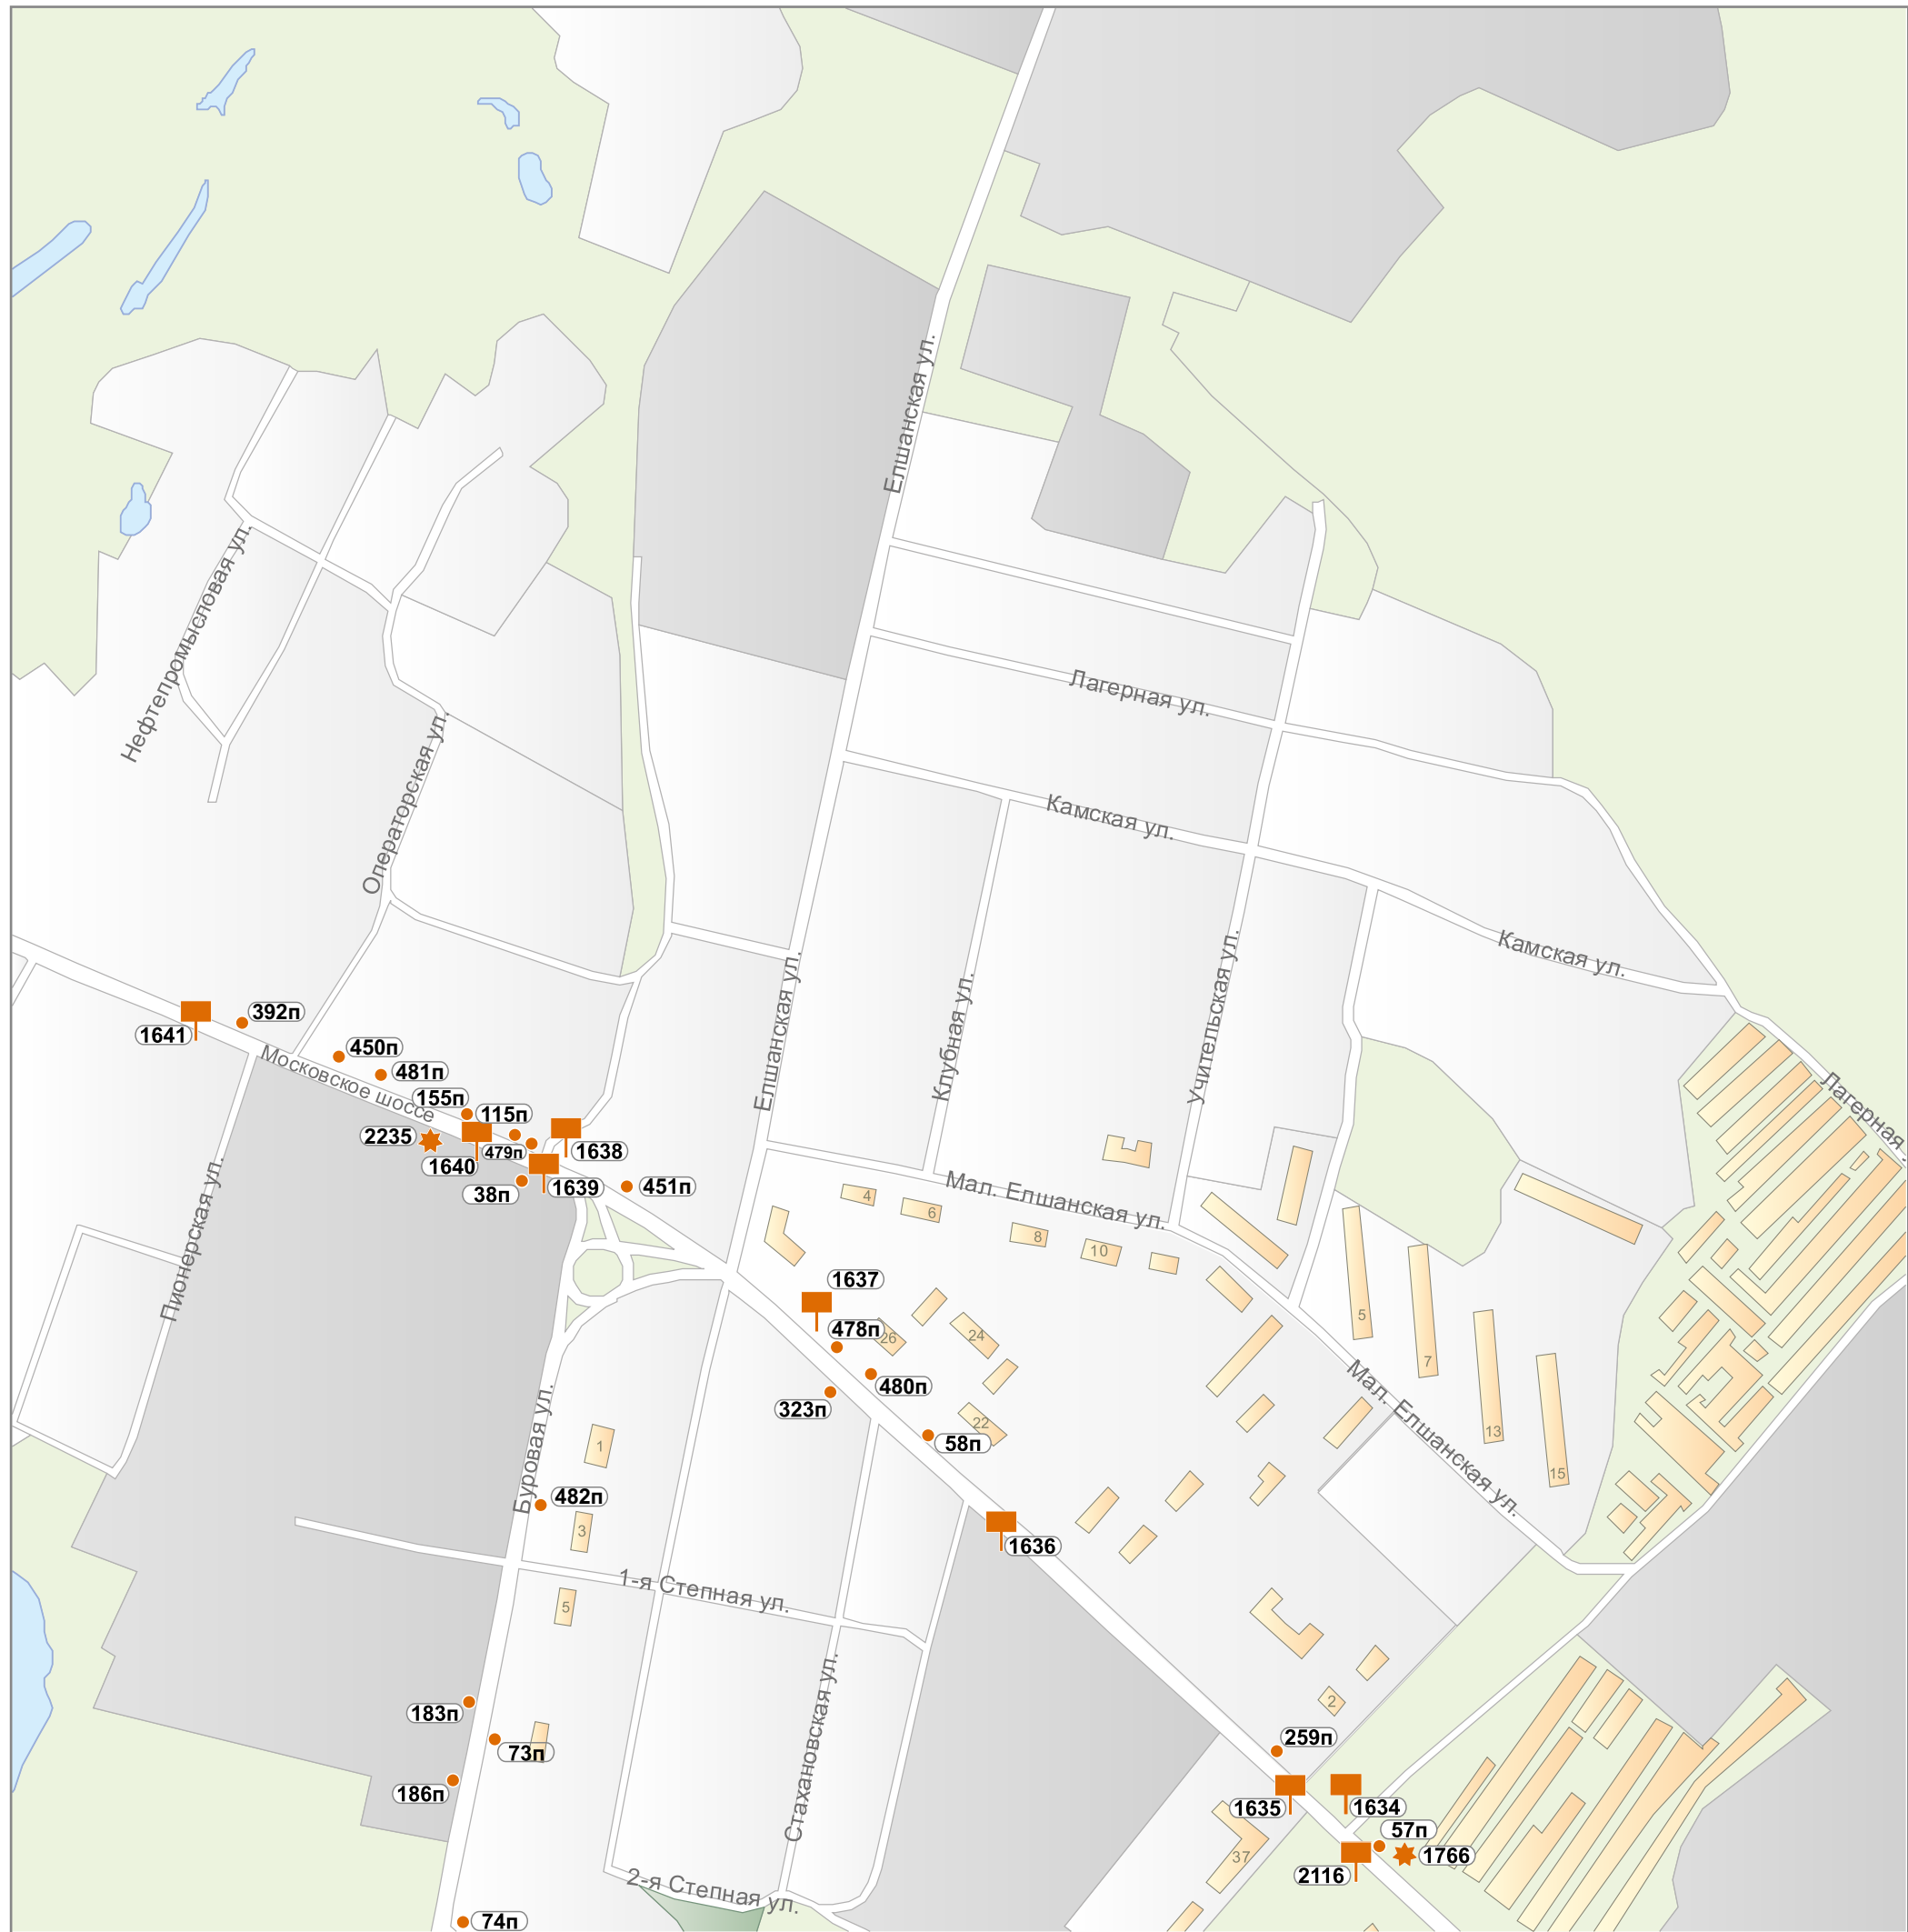 Елшанская ул.
Нефтепромысловая ул.
Лагерная ул.
Операторская ул.
Камская ул.
Камская ул.
Елшанская ул.
Клубная ул.
Учительская ул.
392п
1641
450п
Московское шоссе
481п
155п
115п
2235
479п
1640
1638
38п
1639
451п
Лагерная
Пионерская ул.
Мал. Елшанская ул.
4
6
8
10
1637
478п
26
24
5
7
480п
323п
22
58п
13
15
Мал. Елшанская ул.
Буровая ул.
1
482п
3
1636
1-я Степная ул.
5
Стахановская ул.
2
183п
73п
259п
186п
1635
1634
57п
37
2116
1766
2-я Степная ул.
74п